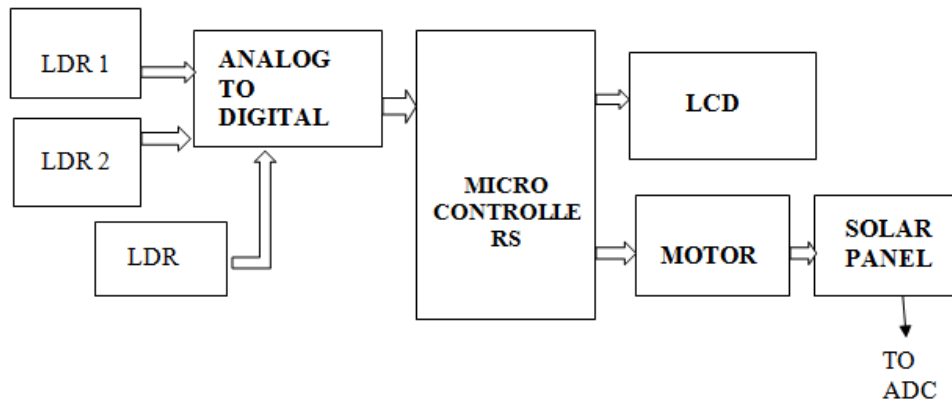 LDR 1
ANALOG
TO
DIGITAL
LCD
LDR 2
MICRO
CONTROLLE
RS
LDR
MOTOR
SOLAR
PANEL
TO
ADC